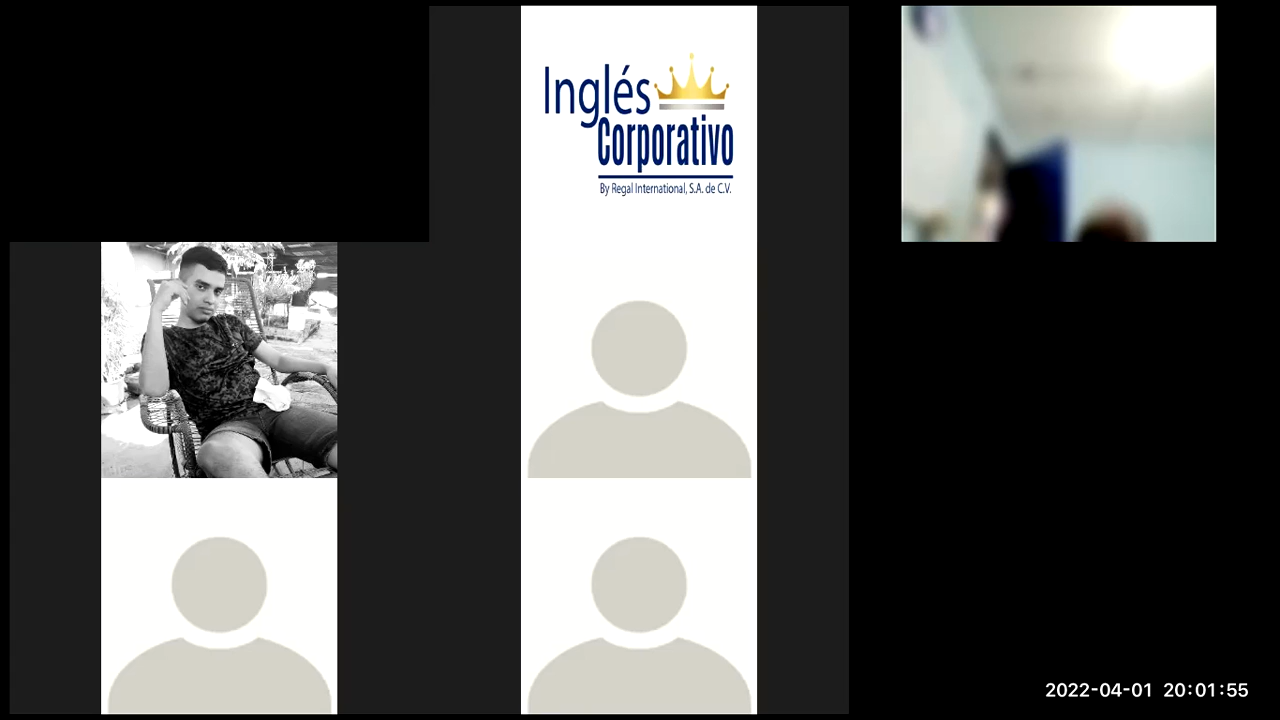 Inglés
Corporativo
By Regal International, S.A. de C.V.
2022-04-01 20:01:55